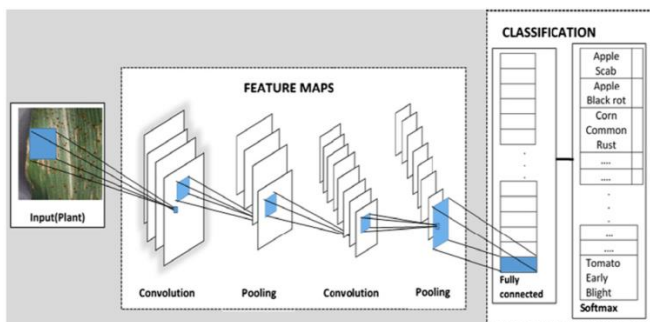 CLASSIFICATION
FEATURE MAPS
Input(Plant)
Convolution
Pooling
Convolution
Pooling
Fully
connected
Apple
Scab
Apple
Black rot
Corn
Common
Rust
....
....
...
....
Tomato
Early
Blight
Softmax